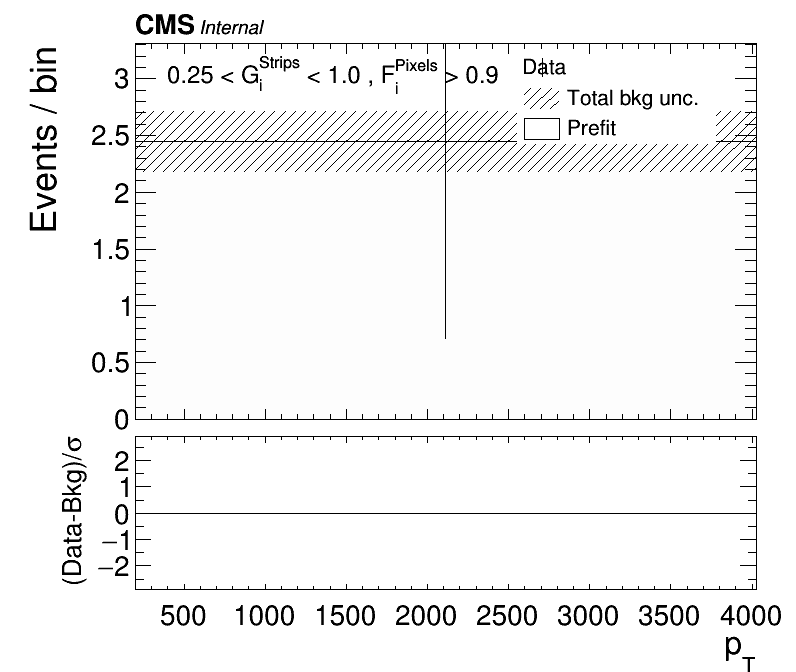 CMS Internal
0.25 < G_i^Strips < 1.0 , F_i^Pixels > 0.9
Data
Total bkg unc.
Prefit
Events / bin
3
2.5
2
1.5
1
0.5
0
(Data-Bkg)/σ
2
1
0
−1
−2
500 1000 1500 2000 2500 3000 3500 4000
p_T